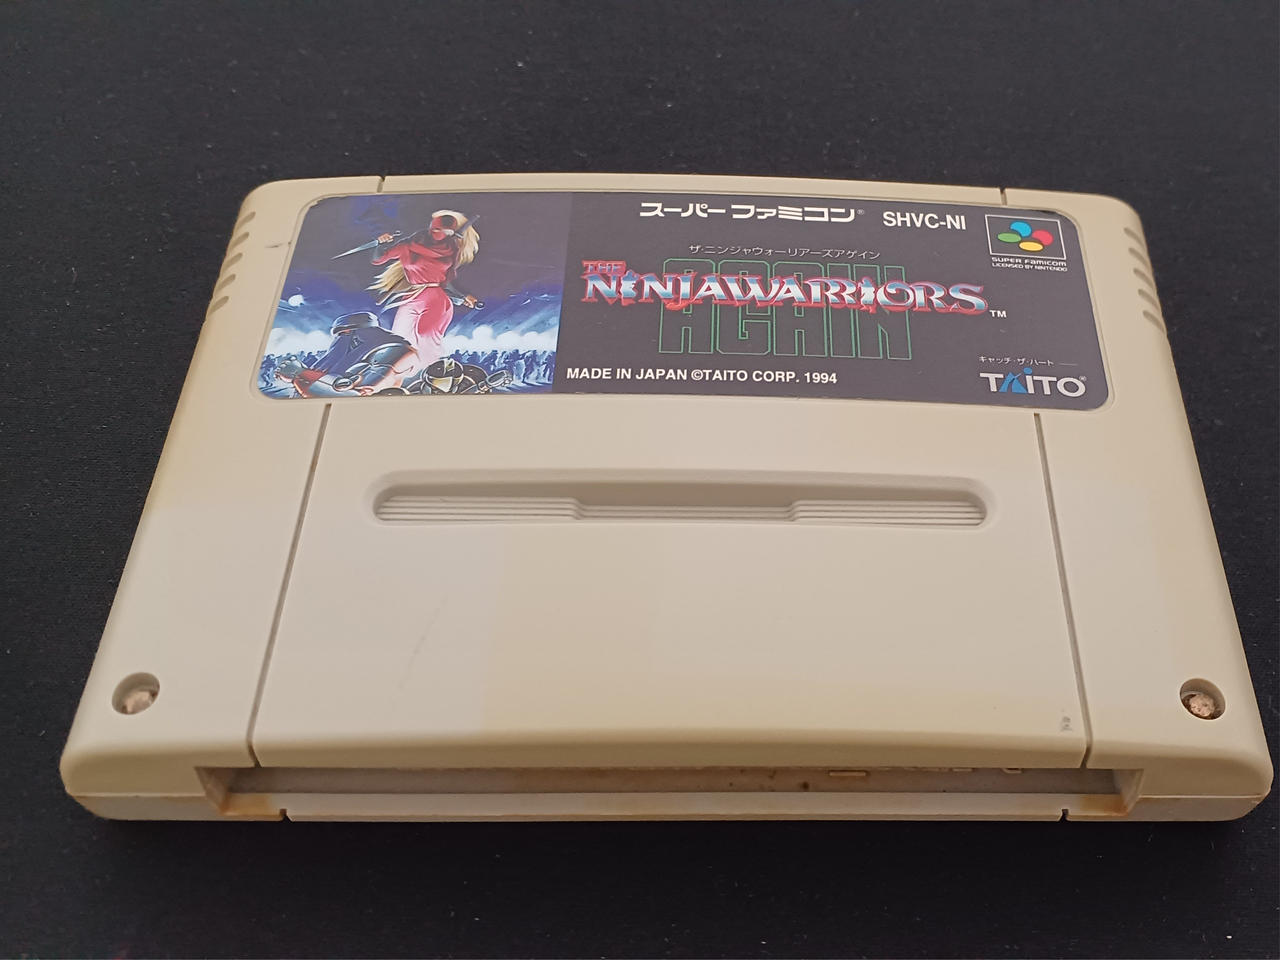 スーパーファミコン® SHVC-NI
SUPER FAMICOM
LICENSED BY NINTENDO
ザ・ニンジャウォーリアーズアゲイン
THE
NINJAWARRIORS™
AGAIN
キャッチ・ザ・ハート
TAITO®
MADE IN JAPAN ©TAITO CORP. 1994